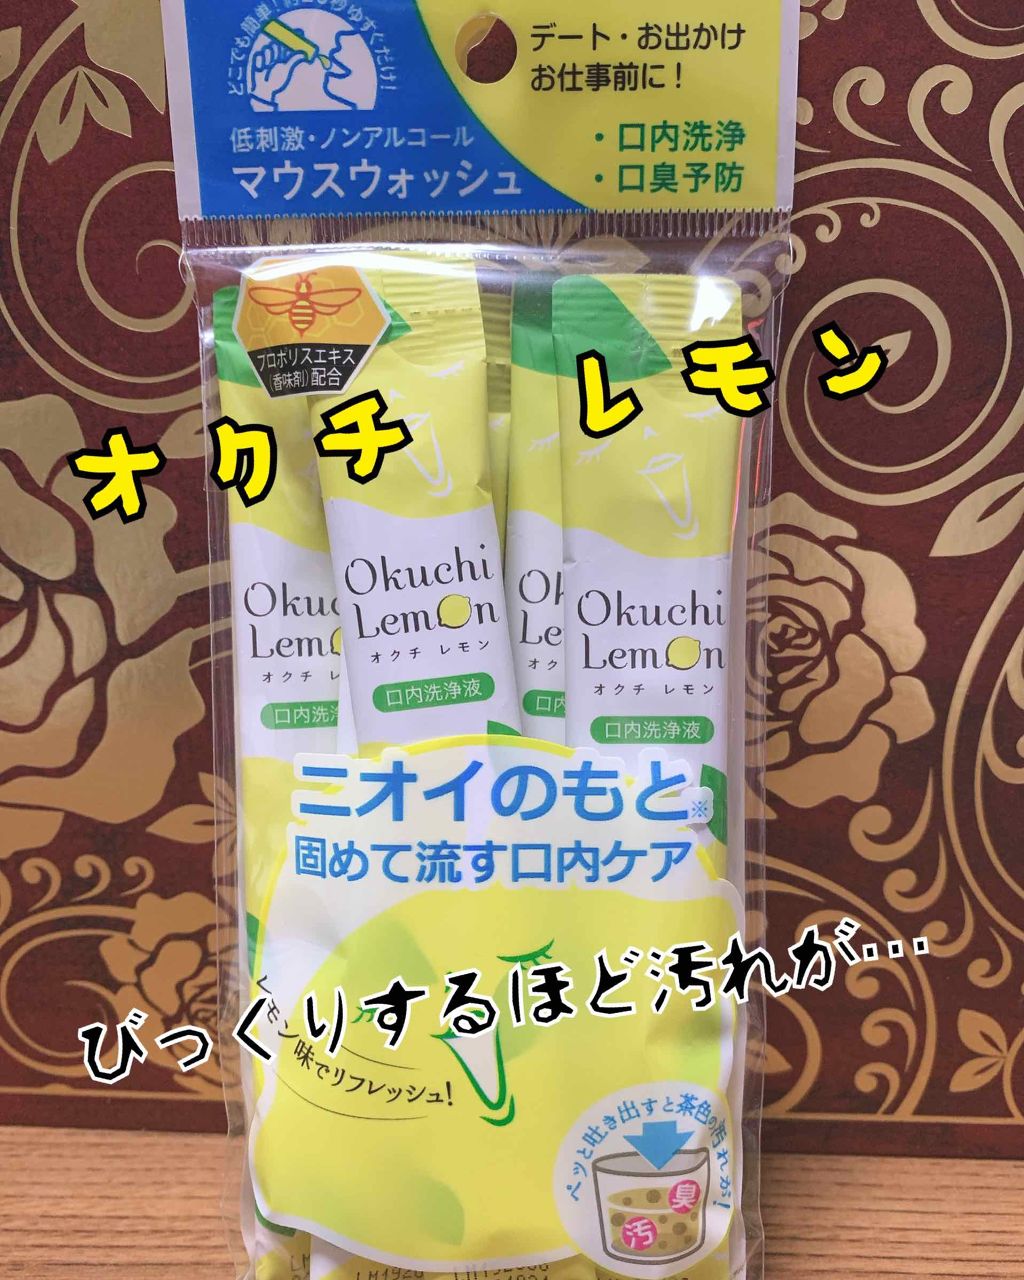 どこでも簡単!
ゆすぐだけ!
デート・お出かけ
お仕事前に!
低刺激・ノンアルコール
マウスウォッシュ
・口内洗浄
・口臭予防
プロポリスエキス
(香味剤)配合
オクチ レモン
Okuchi
Lemon
オクチ レモン
口内洗浄液
Okuchi
Lemon
オクチ レモン
口内洗浄液
ニオイのもと※
固めて流す口内ケア
びっくりするほど汚れが…
レモン味でリフレッシュ!
ペッと吐き出すと茶色の汚れが!
臭
汚